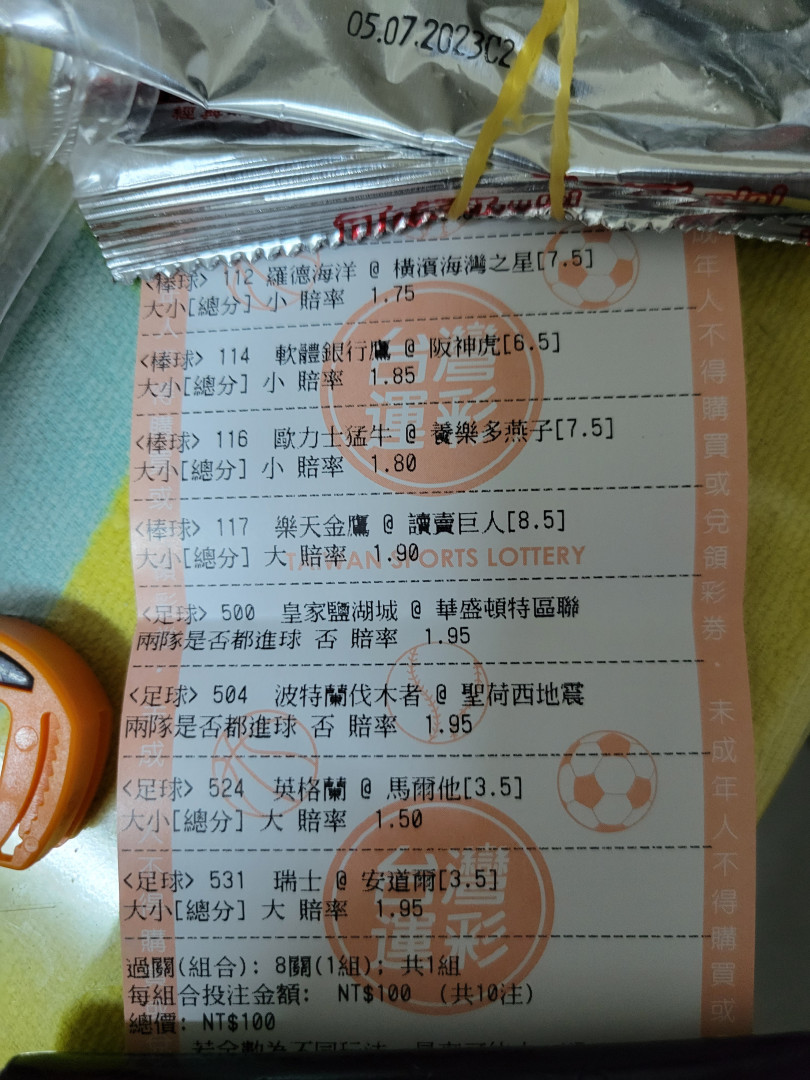 05.07.2023C2
<棒球> 112 羅德海洋 @ 橫濱海灣之星[7.5]
大小[總分] 小 賠率 1.75
<棒球> 114 軟體銀行鷹 @ 阪神虎[6.5]
大小[總分] 小 賠率 1.85
<棒球> 116 歐力士猛牛 @ 養樂多燕子[7.5]
大小[總分] 小 賠率 1.80
<棒球> 117 樂天金鷹 @ 讀賣巨人[8.5]
大小[總分] 大 賠率 1.90
TAIWAN SPORTS LOTTERY
<足球> 500 皇家鹽湖城 @ 華盛頓特區聯
兩隊是否都進球 否 賠率 1.95
<足球> 504 波特蘭伐木者 @ 聖荷西地震
兩隊是否都進球 否 賠率 1.95
<足球> 524 英格蘭 @ 馬爾他[3.5]
大小[總分] 大 賠率 1.50
<足球> 531 瑞士 @ 安道爾[3.5]
大小[總分] 大 賠率 1.95
過關(組合): 8關(1組); 共1組
每組合投注金額: NT$100 (共10注)
總價: NT$100
台灣運彩
台灣運彩
成年人不得購買或兌領彩券．未成年人不得購買或